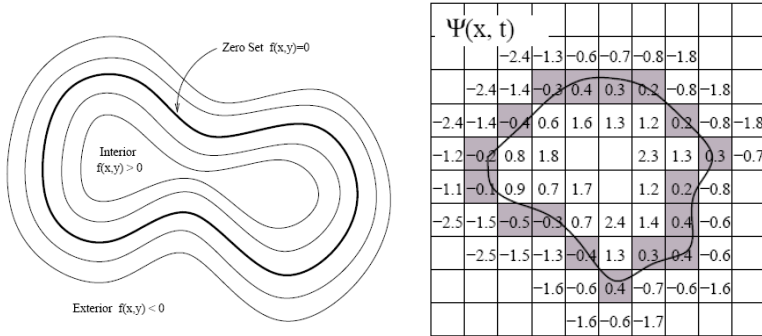 Zero Set f(x,y)=0
Interior
f(x,y) > 0
Exterior f(x,y) < 0
Ψ(x, t)
−2.4 −1.3 −0.6 −0.7 −0.8 −1.8
−2.4 −1.4 −0.3 0.4 0.3 0.2 −0.8 −1.8
−2.4 −1.4 −0.4 0.6 1.6 1.3 1.2 0.2 −0.8 −1.8
−1.2 −0.2 0.8 1.8 2.3 1.3 0.3 −0.7
−1.1 −0.1 0.9 0.7 1.7 1.2 0.2 −0.8
−2.5 −1.5 −0.5 −0.3 0.7 2.4 1.4 0.4 −0.6
−2.5 −1.5 −1.3 −0.4 1.3 0.3 0.4 −0.6
−1.6 −0.6 0.4 −0.7 −0.6 −1.6
−1.6 −0.6 −1.7